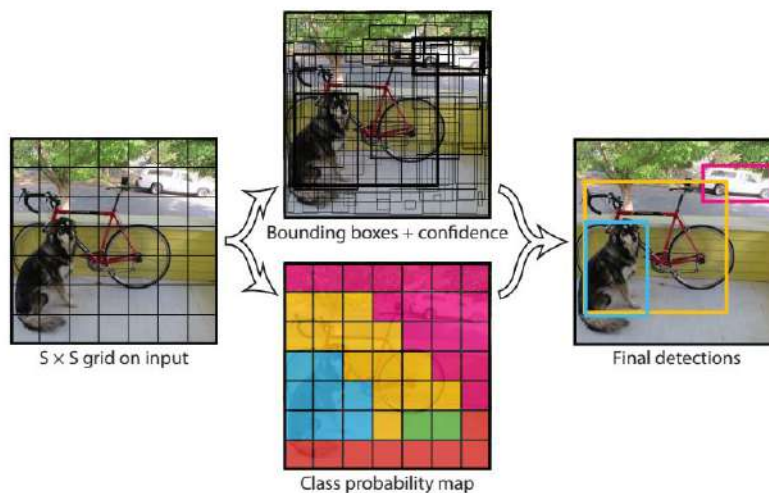 S × S grid on input
Bounding boxes + confidence
Class probability map
Final detections